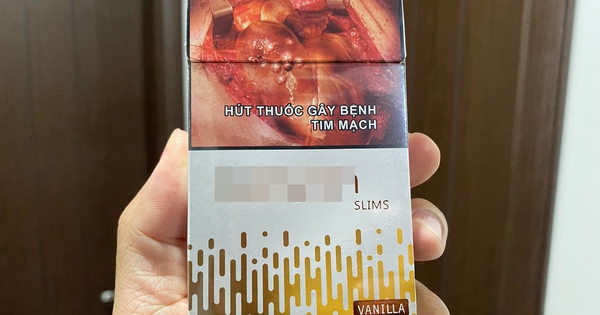 HÚT THUỐC GÂY BỆNH
TIM MẠCH
SLIMS
VANILLA